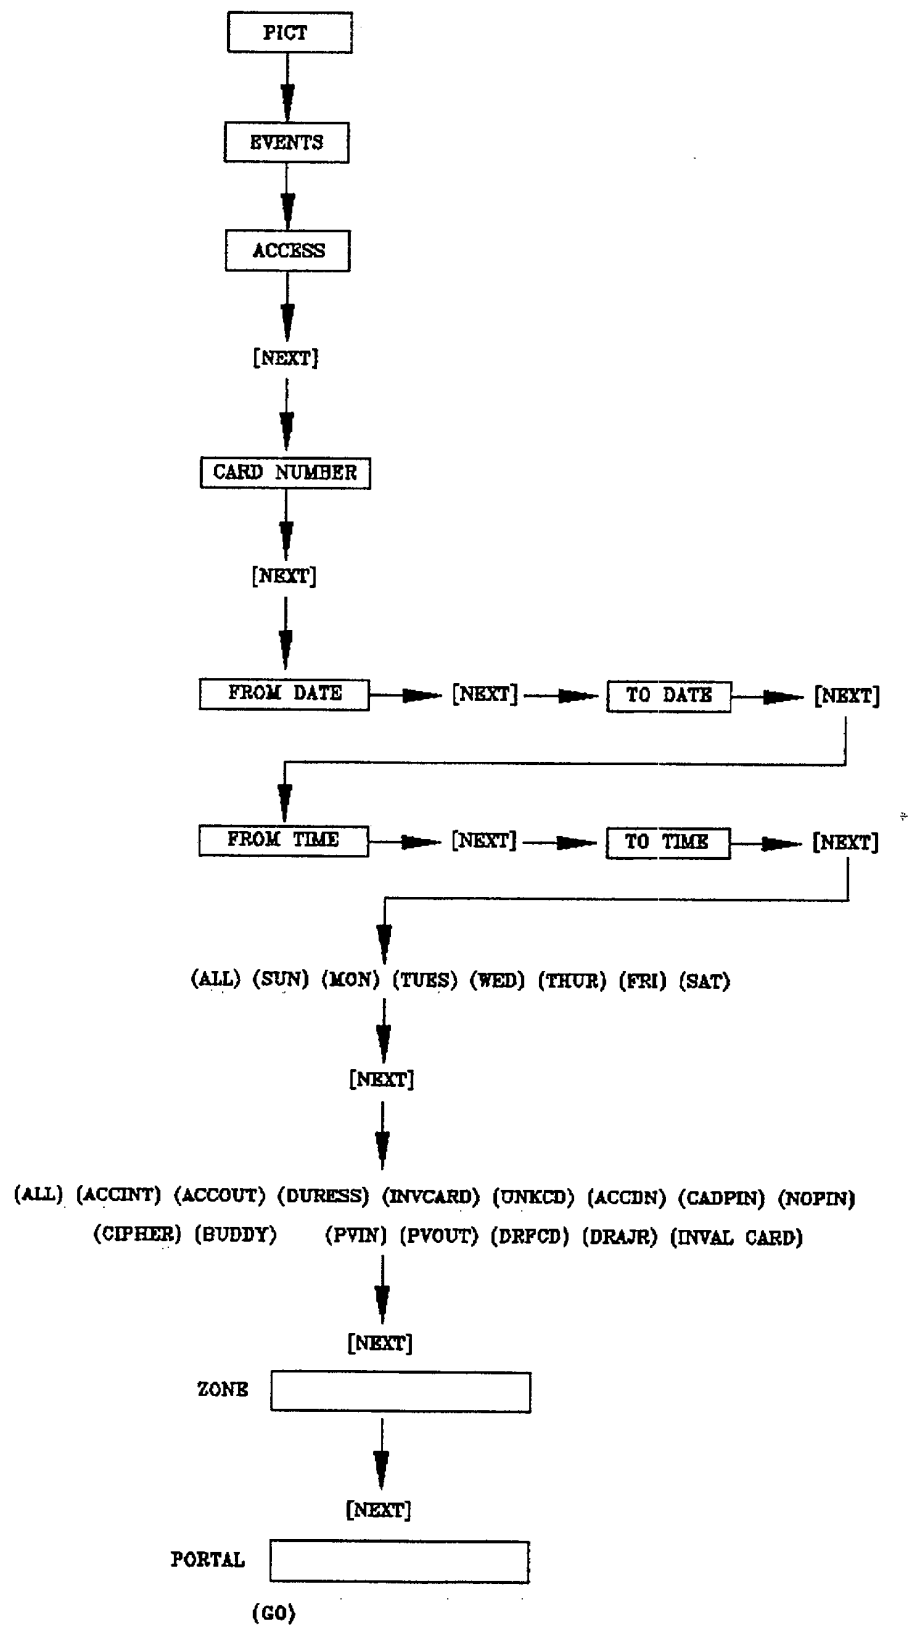 PICT
EVENTS
ACCESS
[NEXT]
CARD NUMBER
[NEXT]
FROM DATE [NEXT] TO DATE [NEXT]
FROM TIME [NEXT] TO TIME [NEXT]
(ALL) (SUN) (MON) (TUES) (WED) (THUR) (FRI) (SAT)
[NEXT]
(ALL) (ACCINT) (ACCOUT) (DURESS) (INVCARD) (UNKCD) (ACCDN) (CADPIN) (NOPIN)
(CIPHER) (BUDDY) (PVIN) (PVOUT) (DRFCD) (DRAJR) (INVAL CARD)
[NEXT]
ZONE
[NEXT]
PORTAL
(GO)